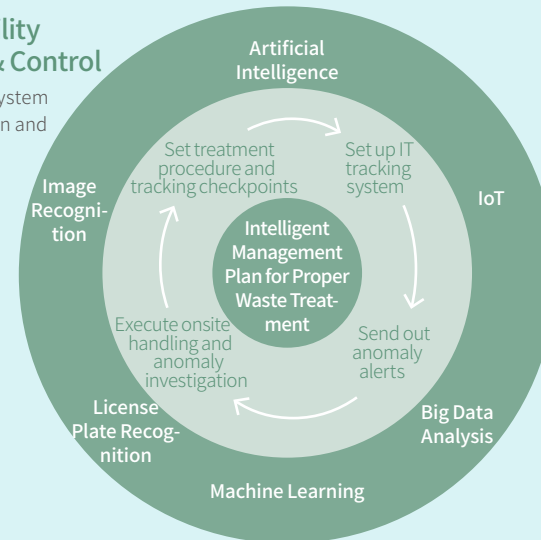 ility
& Control
ystem
n and
Artificial
Intelligence
Set treatment
procedure and
tracking checkpoints
Set up IT
tracking
system
Image
Recogni-
tion
IoT
Intelligent
Management
Plan for Proper
Waste Treat-
ment
Execute onsite
handling and
anomaly
investigation
Send out
anomaly
alerts
License
Plate Recog-
nition
Big Data
Analysis
Machine Learning